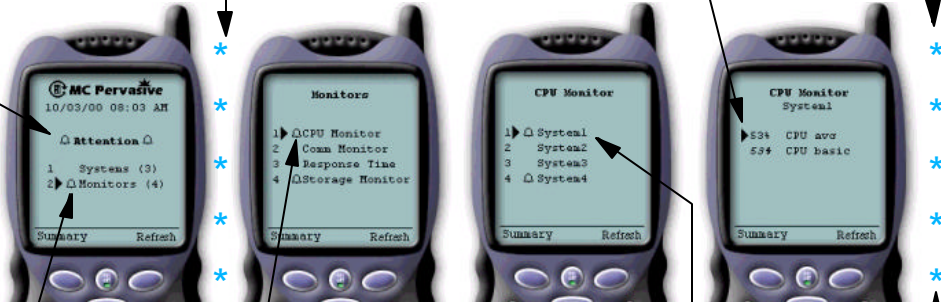 MC Pervasive
10/03/00 08:03 AM
Attention
1 Systems (3)
2 Monitors (4)
Summary Refresh
Monitors
1 CPU Monitor
2 Comm Monitor
3 Response Time
4 Storage Monitor
Summary Refresh
CPU Monitor
1 System1
2 System2
3 System3
4 System4
Summary Refresh
CPU Monitor
System1
53% CPU avg
53% CPU basic
Summary Refresh